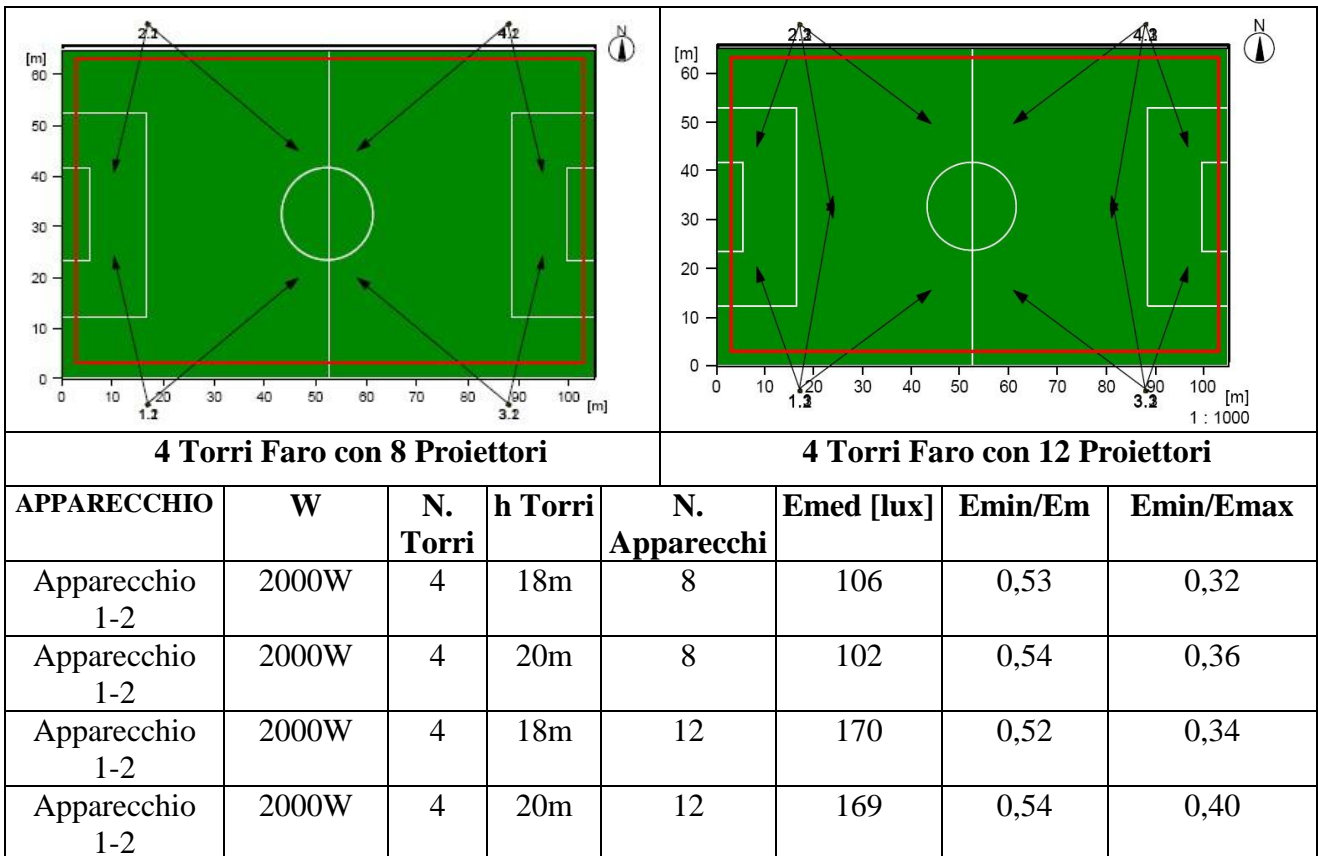 2.2 4.2 N
[m]
60
50
40
30
20
10
0
0 10 20 30 40 50 60 70 80 90 100 [m]
3.2
N
[m]
60
50
40
30
20
10
0
0 10 20 30 40 50 60 70 80 90 100 [m]
1 : 1000
4 Torri Faro con 8 Proiettori
4 Torri Faro con 12 Proiettori
APPARECCHIO W N. h Torri N. Emed [lux] Emin/Em Emin/Emax
Torri Apparecchi
Apparecchio 2000W 4 18m 8 106 0,53 0,32
1-2
Apparecchio 2000W 4 20m 8 102 0,54 0,36
1-2
Apparecchio 2000W 4 18m 12 170 0,52 0,34
1-2
Apparecchio 2000W 4 20m 12 169 0,54 0,40
1-2